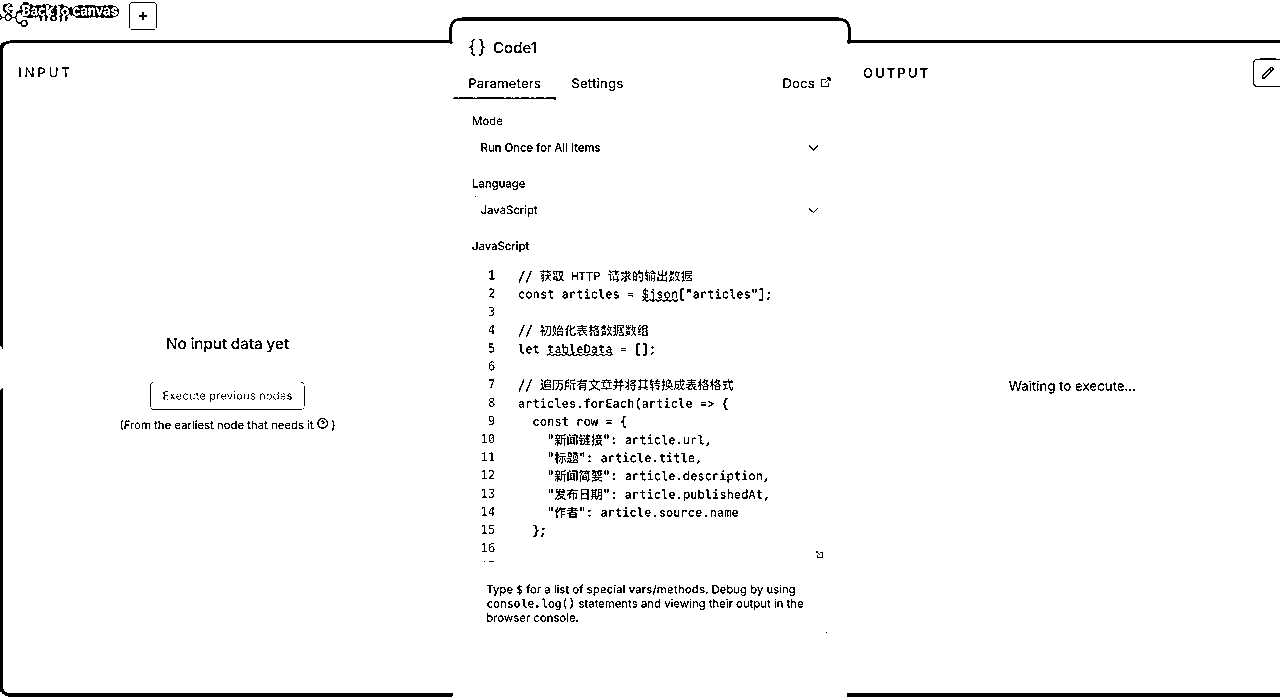 Back to canvas
+
INPUT
No input data yet
Execute previous nodes
(From the earliest node that needs it ? )
{} Code1
Parameters Settings Docs
Mode
Run Once for All Items
Language
JavaScript
JavaScript
1 // 获取 HTTP 请求的输出数据
2 const articles = $json["articles"];
3
4 // 初始化表格数据数组
5 let tableData = [];
6
7 // 遍历所有文章并将其转换成表格格式
8 articles.forEach(article => {
9 const row = {
10 "新闻链接": article.url,
11 "标题": article.title,
12 "新闻简要": article.description,
13 "发布日期": article.publishedAt,
14 "作者": article.source.name
15 };
16
Type $ for a list of special vars/methods. Debug by using
console.log() statements and viewing their output in the
browser console.
OUTPUT
Waiting to execute...